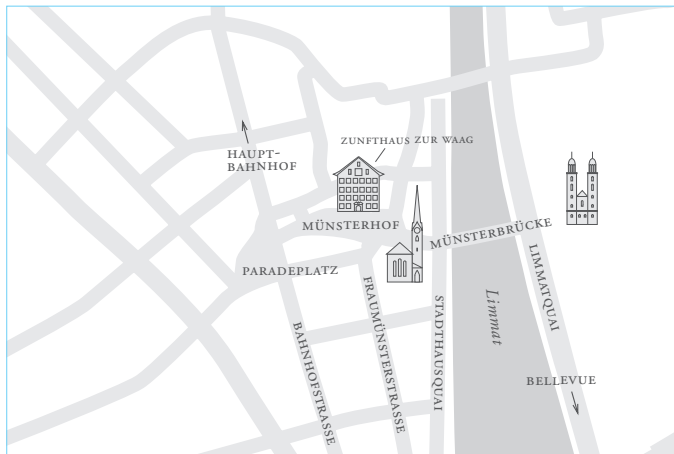 ZUNFTHAUS ZUR WAAG
HAUPT-
BAHNHOF
MÜNSTERHOF
MÜNSTERBRÜCKE
PARADEPLATZ
FRAUMÜNSTERSTRASSE
BAHNHOFSTRASSE
STADTHAUSQUAI
Limmat
LIMMATQUAI
BELLEVUE